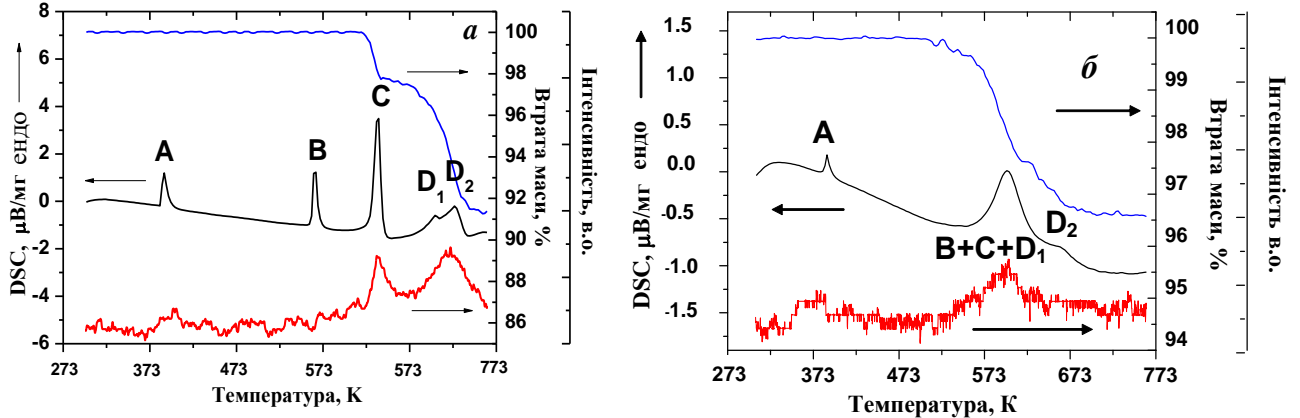 8
6
4
2
0
-2
-4
-6
DSC, μВ/мг ендо
273 373 473 573 573 773
Температура, К
A
B
C
D1
D2
а
100
98
96
93
92
90
89
86
Втрата маси, %
Інтенсивність, в.о.
1.5
1.0
0.5
0.0
-0.5
-1.0
-1.5
DSC, μВ/мг ендо
273 373 473 573 673 773
Температура, К
A
B+C+D1
D2
б
100
99
98
97
96
95
94
Втрата маси, %
Інтенсивність в.о.